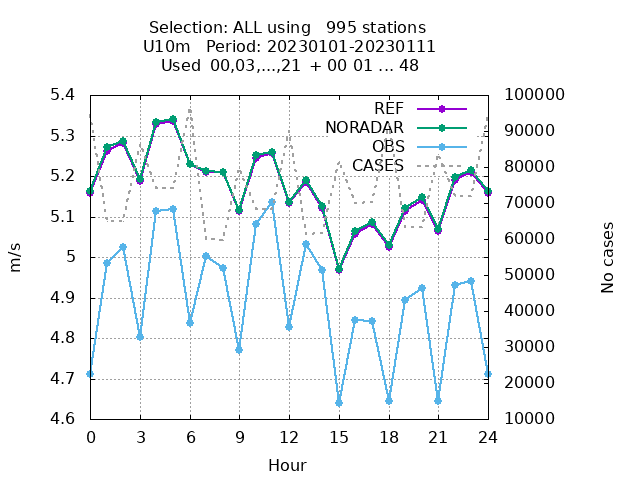 Selection: ALL using   995 stations
U10m   Period: 20230101-20230111
Used  00,03,...,21  + 00 01 ... 48
5.4
5.3
5.2
5.1
5
4.9
4.8
4.7
4.6
m/s
REF
NORADAR
OBS
CASES
100000
90000
80000
70000
60000
50000
40000
30000
20000
10000
No cases
0 3 6 9 12 15 18 21 24
Hour